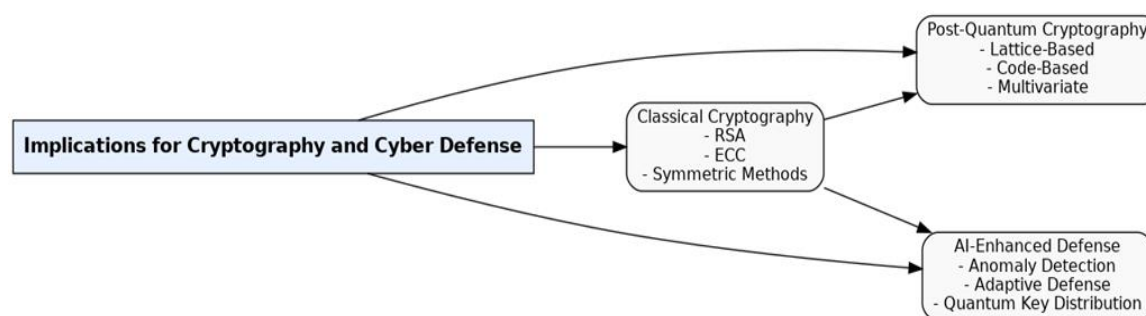 Implications for Cryptography and Cyber Defense
Classical Cryptography
- RSA
- ECC
- Symmetric Methods
Post-Quantum Cryptography
- Lattice-Based
- Code-Based
- Multivariate
AI-Enhanced Defense
- Anomaly Detection
- Adaptive Defense
- Quantum Key Distribution